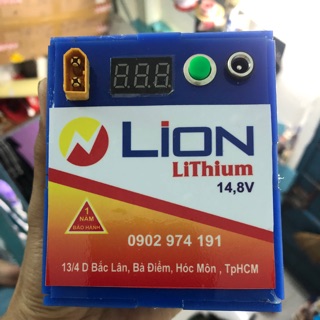 LiON
LiThium
14,8V
1
NĂM
BẢO HÀNH
0902 974 191
13/4 D Bắc Lân, Bà Điểm, Hóc Môn , TpHCM